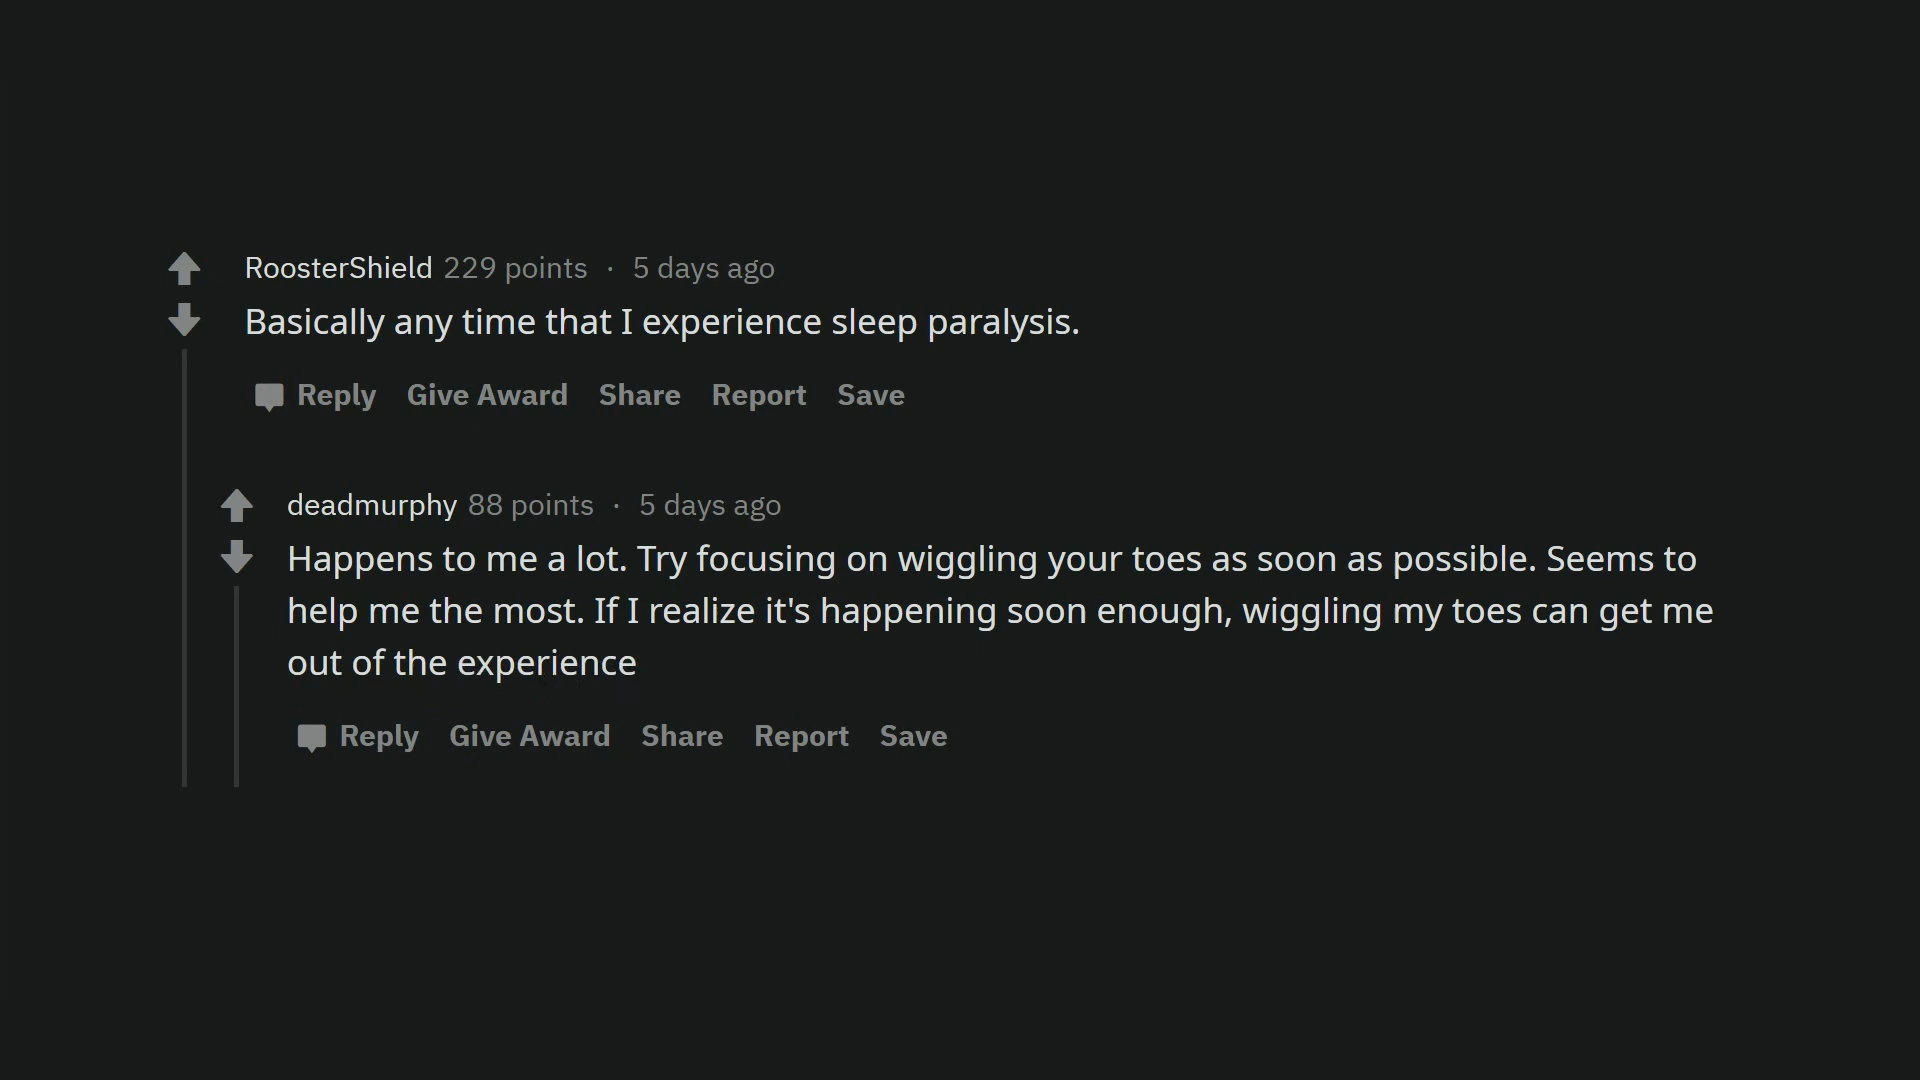 RoosterShield 229 points · 5 days ago
Basically any time that I experience sleep paralysis.
Reply Give Award Share Report Save
deadmurphy 88 points · 5 days ago
Happens to me a lot. Try focusing on wiggling your toes as soon as possible. Seems to
help me the most. If I realize it's happening soon enough, wiggling my toes can get me
out of the experience
Reply Give Award Share Report Save